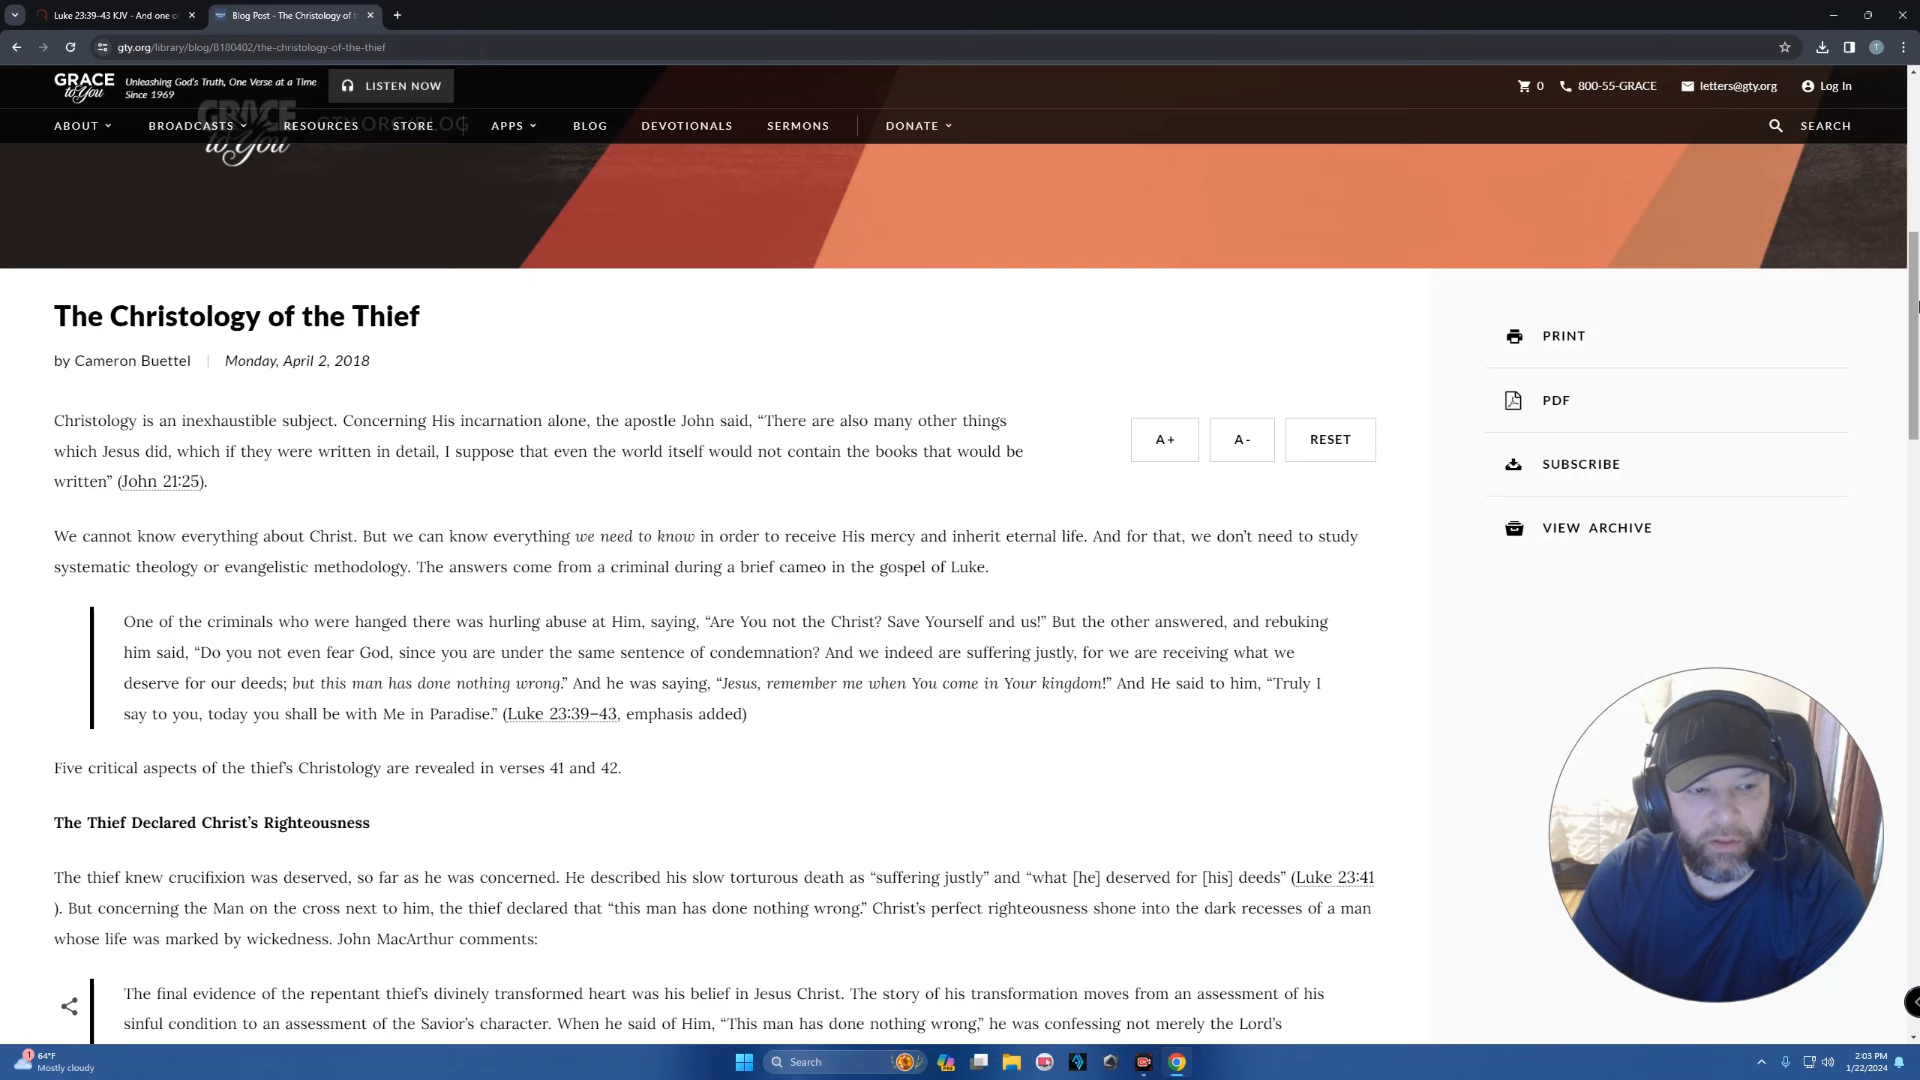 Luke 23:39–43 KJV - And one of
Blog Post - The Christology of t
gty.org/library/blog/B180402/the-christology-of-the-thief
GRACE to You
Unleashing God's Truth, One Verse at a Time
Since 1969
LISTEN NOW
0
800-55-GRACE
letters@gty.org
Log In
ABOUT
BROADCASTS
RESOURCES
STORE
APPS
BLOG
DEVOTIONALS
SERMONS
DONATE
SEARCH
GRACE to You
GTY.ORG/BLOG
The Christology of the Thief
by Cameron Buettel | Monday, April 2, 2018
Christology is an inexhaustible subject. Concerning His incarnation alone, the apostle John said, “There are also many other things
which Jesus did, which if they were written in detail, I suppose that even the world itself would not contain the books that would be
written” (John 21:25).
A+
A-
RESET
PRINT
PDF
SUBSCRIBE
VIEW ARCHIVE
We cannot know everything about Christ. But we can know everything we need to know in order to receive His mercy and inherit eternal life. And for that, we don’t need to study
systematic theology or evangelistic methodology. The answers come from a criminal during a brief cameo in the gospel of Luke.
One of the criminals who were hanged there was hurling abuse at Him, saying, “Are You not the Christ? Save Yourself and us!” But the other answered, and rebuking
him said, “Do you not even fear God, since you are under the same sentence of condemnation? And we indeed are suffering justly, for we are receiving what we
deserve for our deeds; but this man has done nothing wrong.” And he was saying, “Jesus, remember me when You come in Your kingdom!” And He said to him, “Truly I
say to you, today you shall be with Me in Paradise.” (Luke 23:39–43, emphasis added)
Five critical aspects of the thief’s Christology are revealed in verses 41 and 42.
The Thief Declared Christ’s Righteousness
The thief knew crucifixion was deserved, so far as he was concerned. He described his slow torturous death as “suffering justly” and “what [he] deserved for [his] deeds” (Luke 23:41
). But concerning the Man on the cross next to him, the thief declared that “this man has done nothing wrong.” Christ’s perfect righteousness shone into the dark recesses of a man
whose life was marked by wickedness. John MacArthur comments:
The final evidence of the repentant thief’s divinely transformed heart was his belief in Jesus Christ. The story of his transformation moves from an assessment of his
sinful condition to an assessment of the Savior’s character. When he said of Him, “This man has done nothing wrong,” he was confessing not merely the Lord’s
1
64°F
Mostly cloudy
Search
2:03 PM
1/22/2024